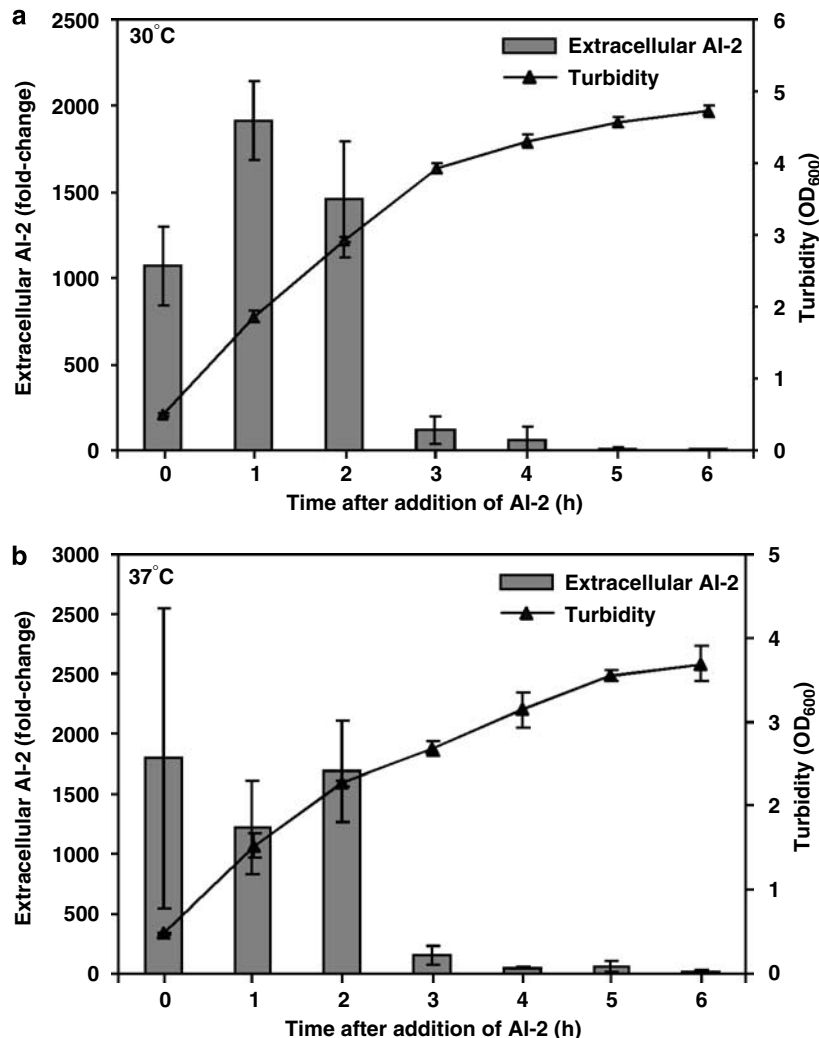 a
30°C
Extracellular AI-2
Turbidity
2500
2000
1500
1000
500
0
Extracellular AI-2 (fold-change)
6
5
4
3
2
1
0
Turbidity (OD600)
0 1 2 3 4 5 6
Time after addition of AI-2 (h)
b
37°C
Extracellular AI-2
Turbidity
3000
2500
2000
1500
1000
500
0
Extracellular AI-2 (fold-change)
5
4
3
2
1
0
Turbidity (OD600)
0 1 2 3 4 5 6
Time after addition of AI-2 (h)